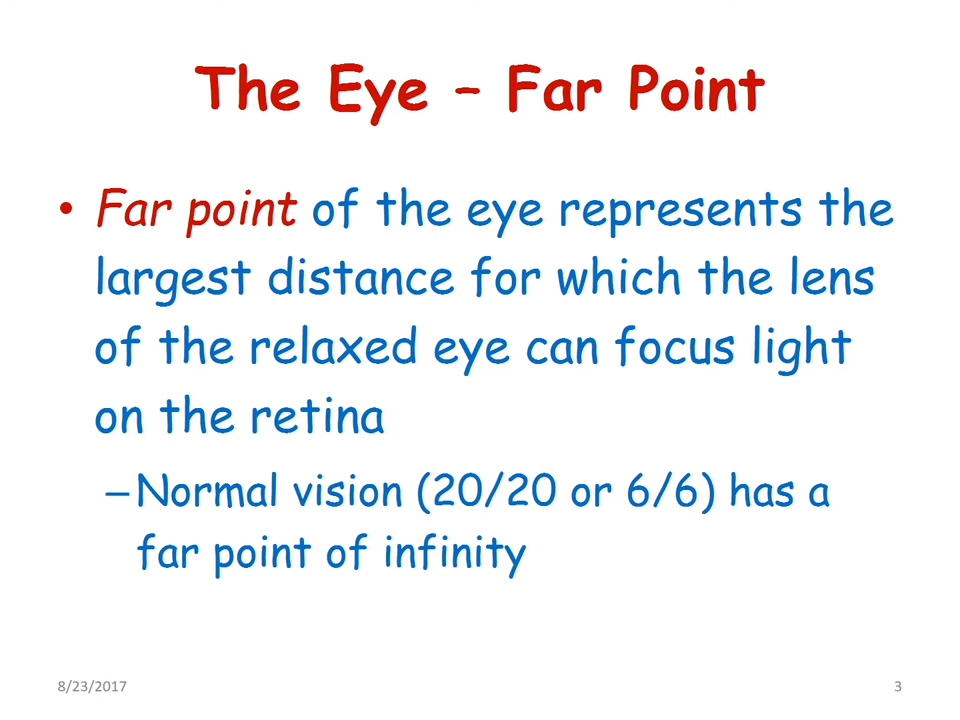 The Eye – Far Point
• Far point of the eye represents the
largest distance for which the lens
of the relaxed eye can focus light
on the retina
–Normal vision (20/20 or 6/6) has a
far point of infinity
8/23/2017
3